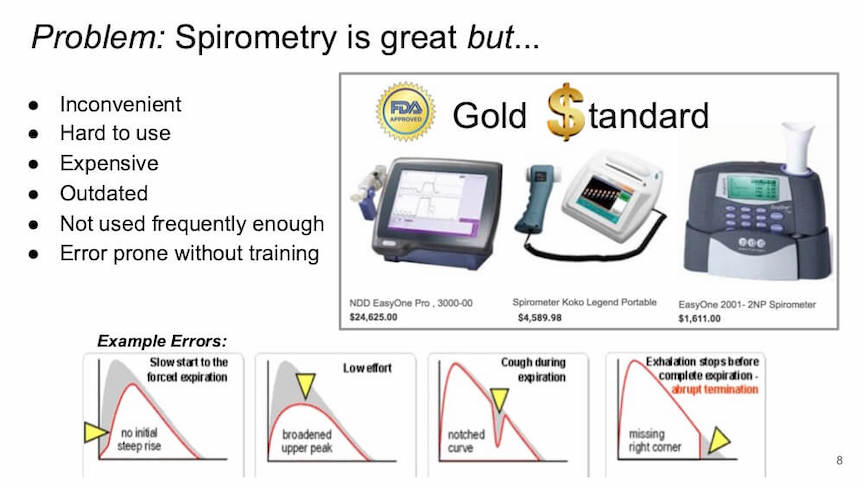 Problem: Spirometry is great but...
● Inconvenient
● Hard to use
● Expensive
● Outdated
● Not used frequently enough
● Error prone without training
FDA
APPROVED
Gold $tandard
NDD EasyOne Pro , 3000-00
$24,625.00
Spirometer Koko Legend Portable
$4,589.98
EasyOne 2001- 2NP Spirometer
$1,611.00
Example Errors:
Slow start to the
forced expiration
no initial
steep rise
Low effort
broadened
upper peak
Cough during
expiration
notched
curve
Exhalation stops before
complete expiration -
abrupt termination
missing
right corner
8